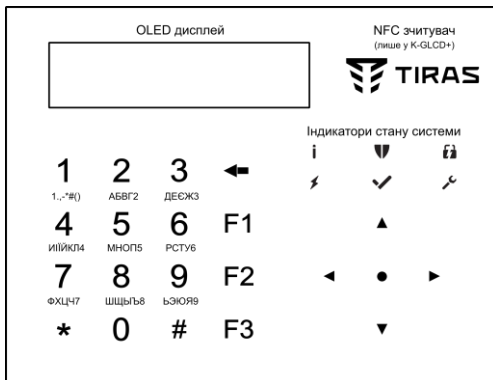 OLED дисплей
NFC зчитувач
(лише у K-GLCD+)
TIRAS
Індикатори стану системи
i
1 2 3
1.,-"#() АБВГ2 ДЕЄЖЗ
4 5 6 F1
ИІЇЙКЛ4 МНОП5 РСТУ6
7 8 9 F2
ФХЦЧ7 ШЩЫЪ8 ЬЭЮЯ9
* 0 # F3